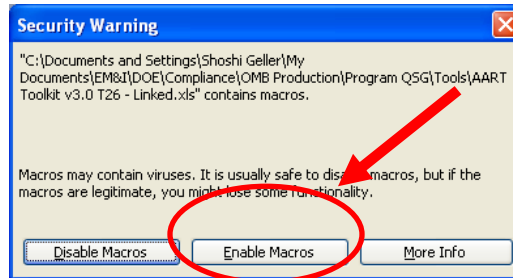 Security Warning
"C:\Documents and Settings\Shoshi Geller\My
Documents\EM&I\DOE\Compliance\OMB Production\Program QSG\Tools\AART
Toolkit v3.0 T26 - Linked.xls" contains macros.
Macros may contain viruses. It is usually safe to disable macros, but if the
macros are legitimate, you might lose some functionality.
Disable Macros
Enable Macros
More Info